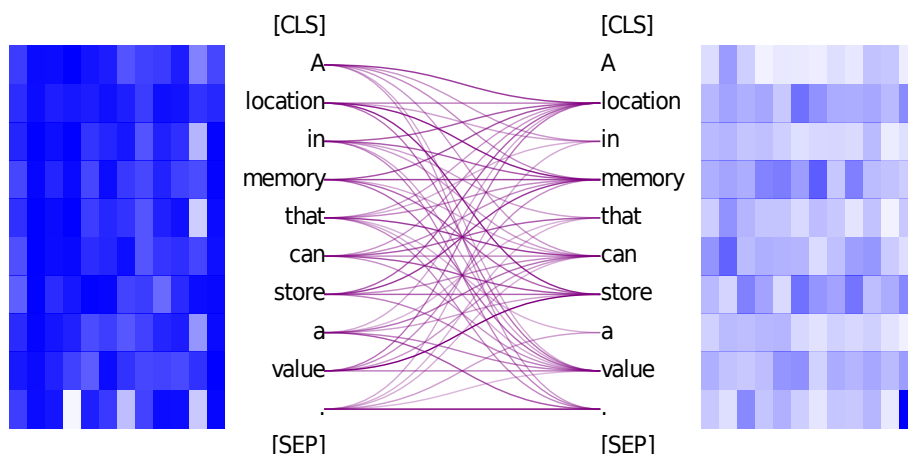 [CLS] [CLS]
A A
location location
in in
memory memory
that that
can can
store store
a a
value value
. .
[SEP] [SEP]